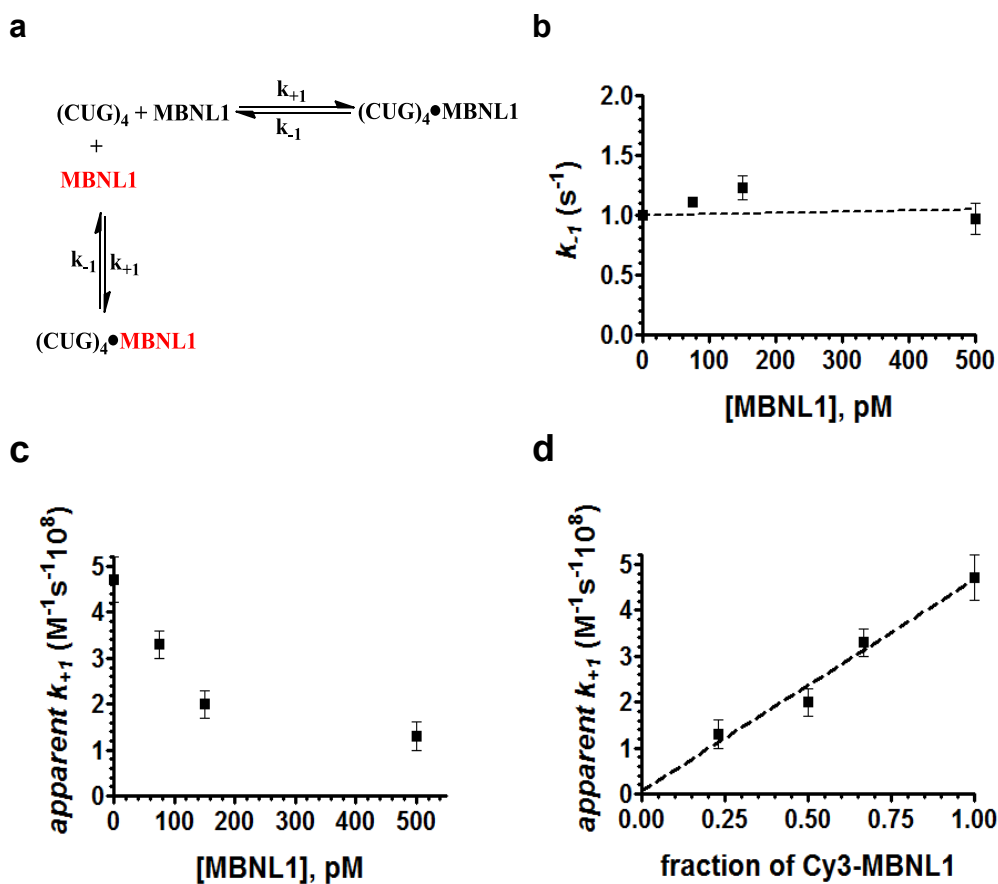 a
(CUG)4 + MBNL1 k+1 k-1 (CUG)4•MBNL1
+
MBNL1
k-1 k+1
(CUG)4•MBNL1
b
k-1 (s-1)
2.0
1.5
1.0
0.5
0.0
0 100 200 300 400 500
[MBNL1], pM
c
apparent k+1 (M-1s-1108)
5
4
3
2
1
0
0 100 200 300 400 500
[MBNL1], pM
d
apparent k+1 (M-1s-1108)
5
4
3
2
1
0
0.00 0.25 0.50 0.75 1.00
fraction of Cy3-MBNL1